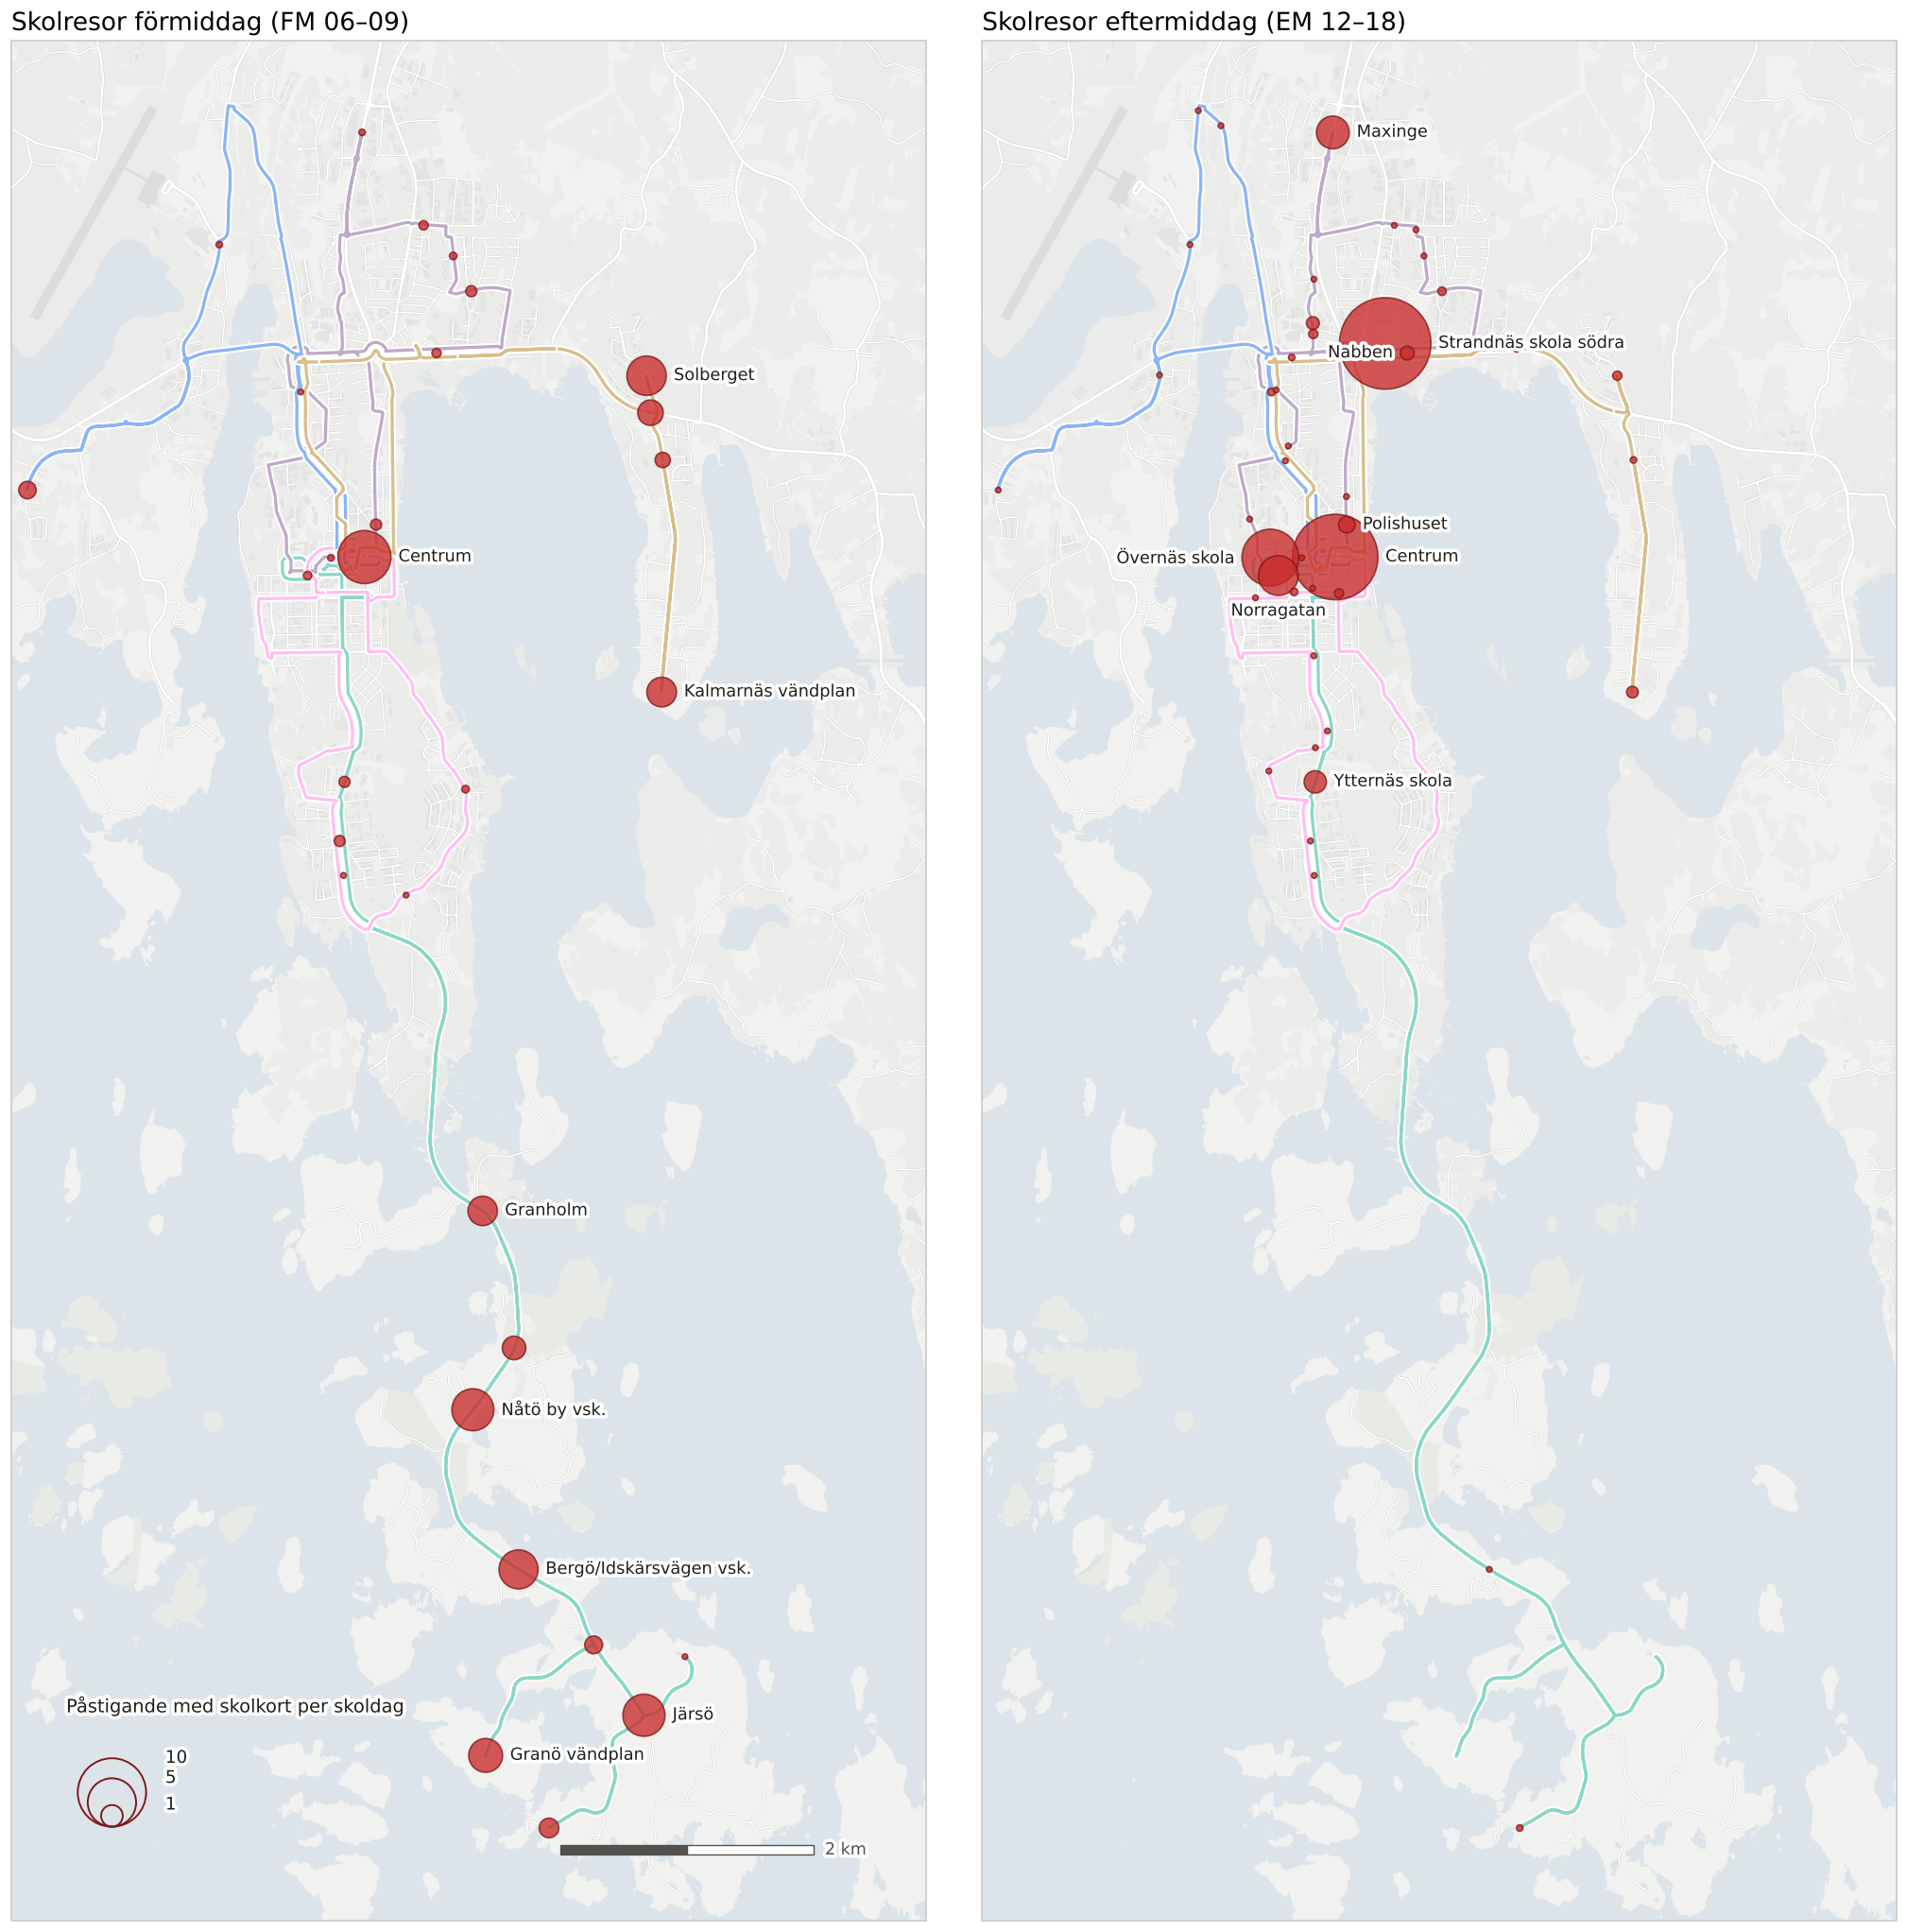 Skolresor förmiddag (FM 06–09)
Solberget
Centrum
Kalmarnäs vändplan
Granholm
Nåtö by vsk.
Bergö/Idskärsvägen vsk.
Järsö
Granö vändplan
Påstigande med skolkort per skoldag
10
5
1
2 km
Skolresor eftermiddag (EM 12–18)
Maxinge
Strandnäs skola södra
Nabben
Polishuset
Övernäs skola
Centrum
Norragatan
Ytternäs skola